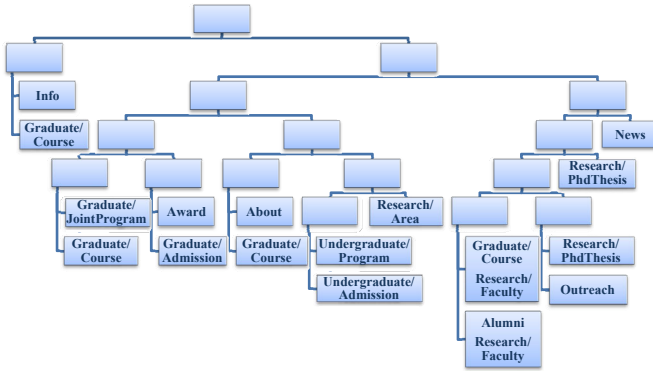 Info
Graduate/
Course
News
Research/
PhdThesis
Graduate/
JointProgram
Award
About
Research/
Area
Graduate/
Course
Graduate/
Admission
Graduate/
Course
Undergraduate/
Program
Undergraduate/
Admission
Graduate/
Course
Research/
Faculty
Research/
PhdThesis
Outreach
Alumni
Research/
Faculty